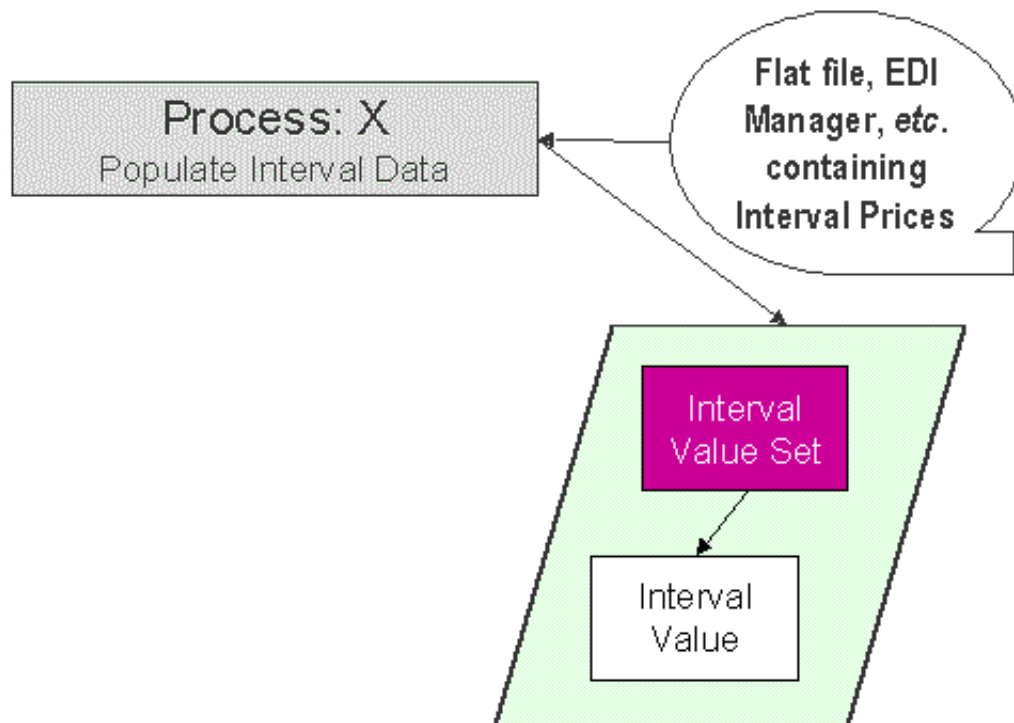 Process: X
Populate Interval Data
Flat file, EDI
Manager, etc.
containing
Interval Prices
Interval
Value Set
Interval
Value